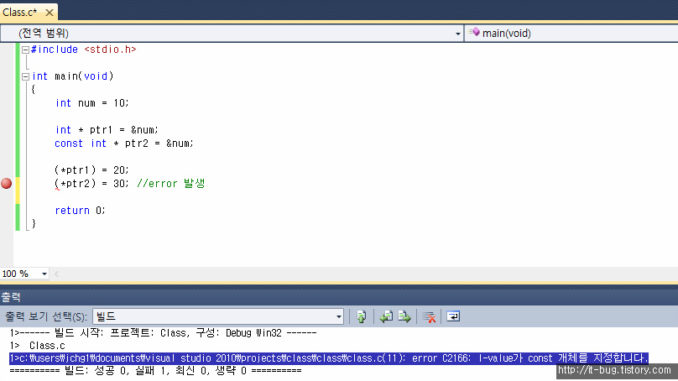 Class.c*
(전역 범위)
main(void)
#include <stdio.h>
int main(void)
{
int num = 10;
int * ptr1 = &num;
const int * ptr2 = &num;
(*ptr1) = 20;
(*ptr2) = 30; //error 발생
return 0;
}
100 %
출력
출력 보기 선택(S): 빌드
1>------ 빌드 시작: 프로젝트: Class, 구성: Debug Win32 ------
1> Class.c
1>c:₩users₩jchg1₩documents₩visual studio 2010₩projects₩class₩class₩class.c(11): error C2166: l-value가 const 개체를 지정합니다.
========== 빌드: 성공 0, 실패 1, 최신 0, 생략 0 ==========
http://it-bug.tistory.com